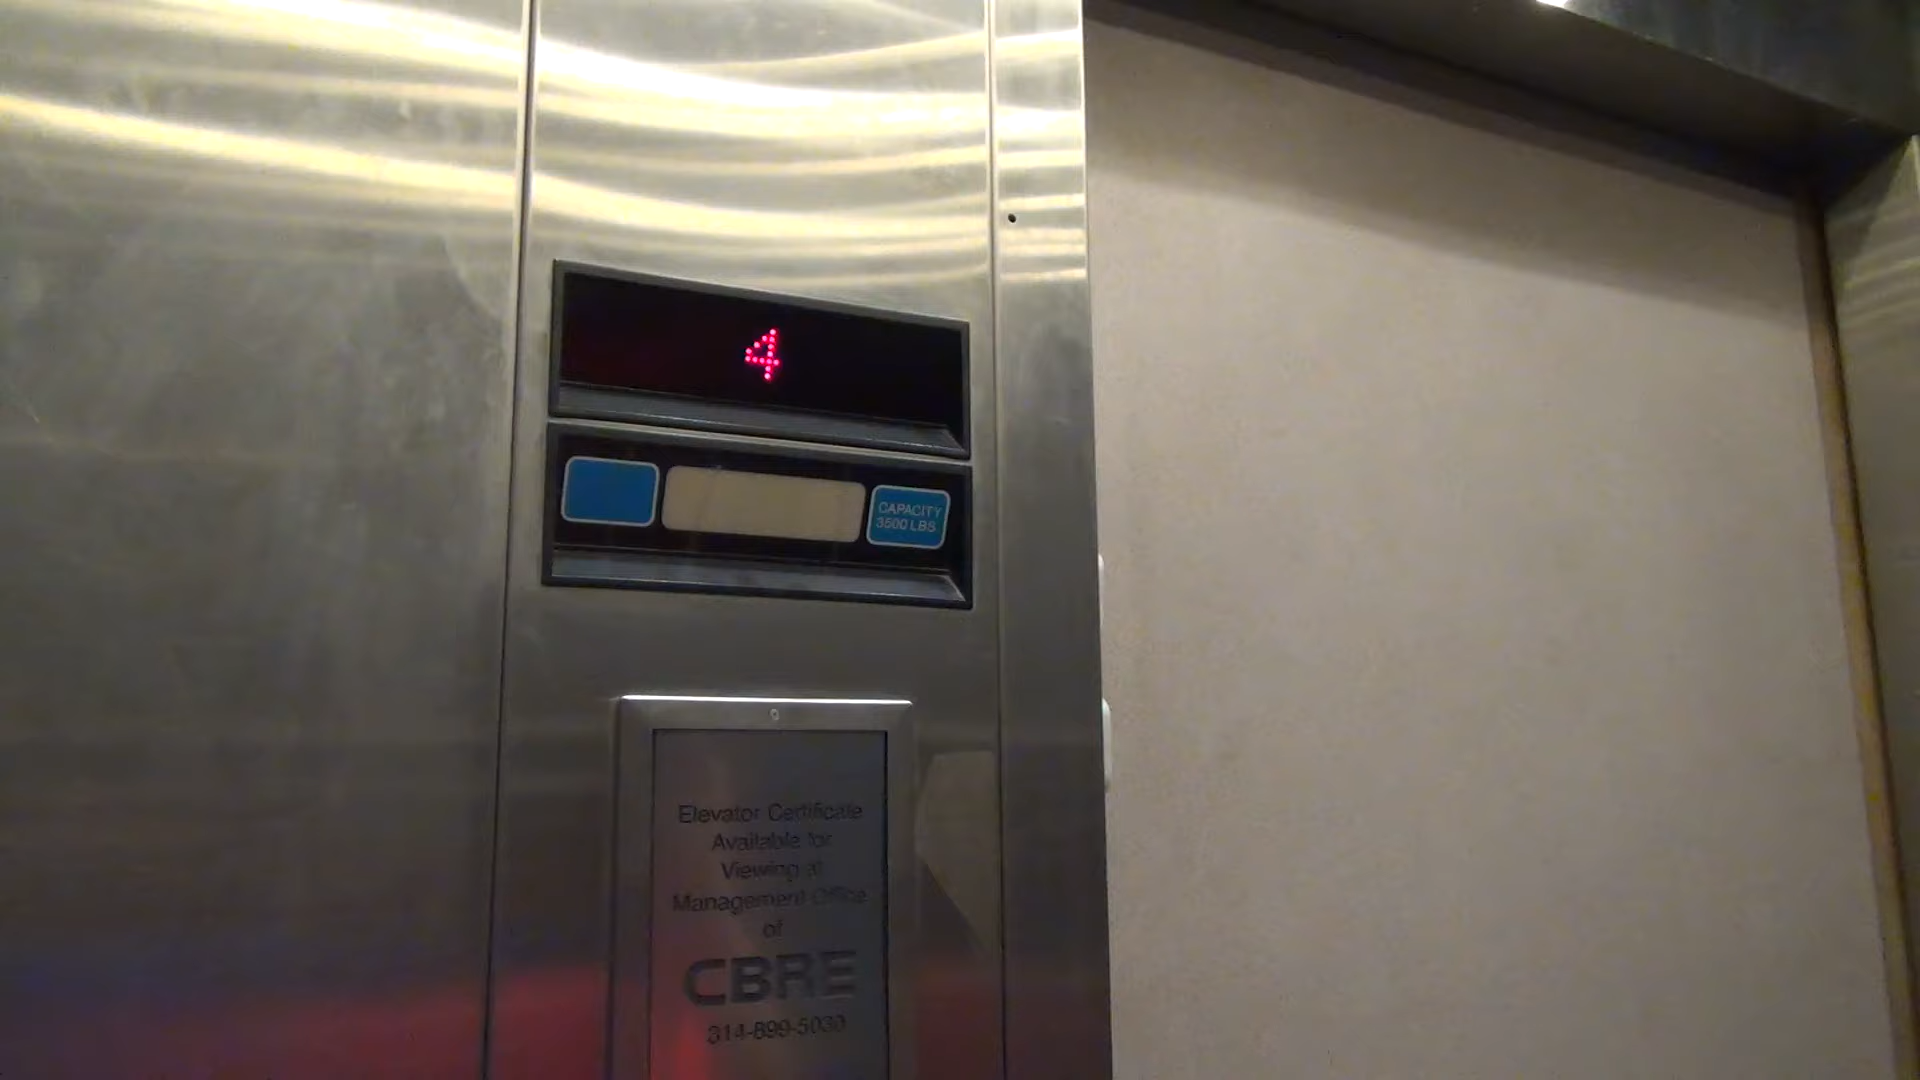 4
CAPACITY
3500 LBS
Elevator Certificate
Available for
Viewing at
Management Office
of
CBRE
314-899-5030